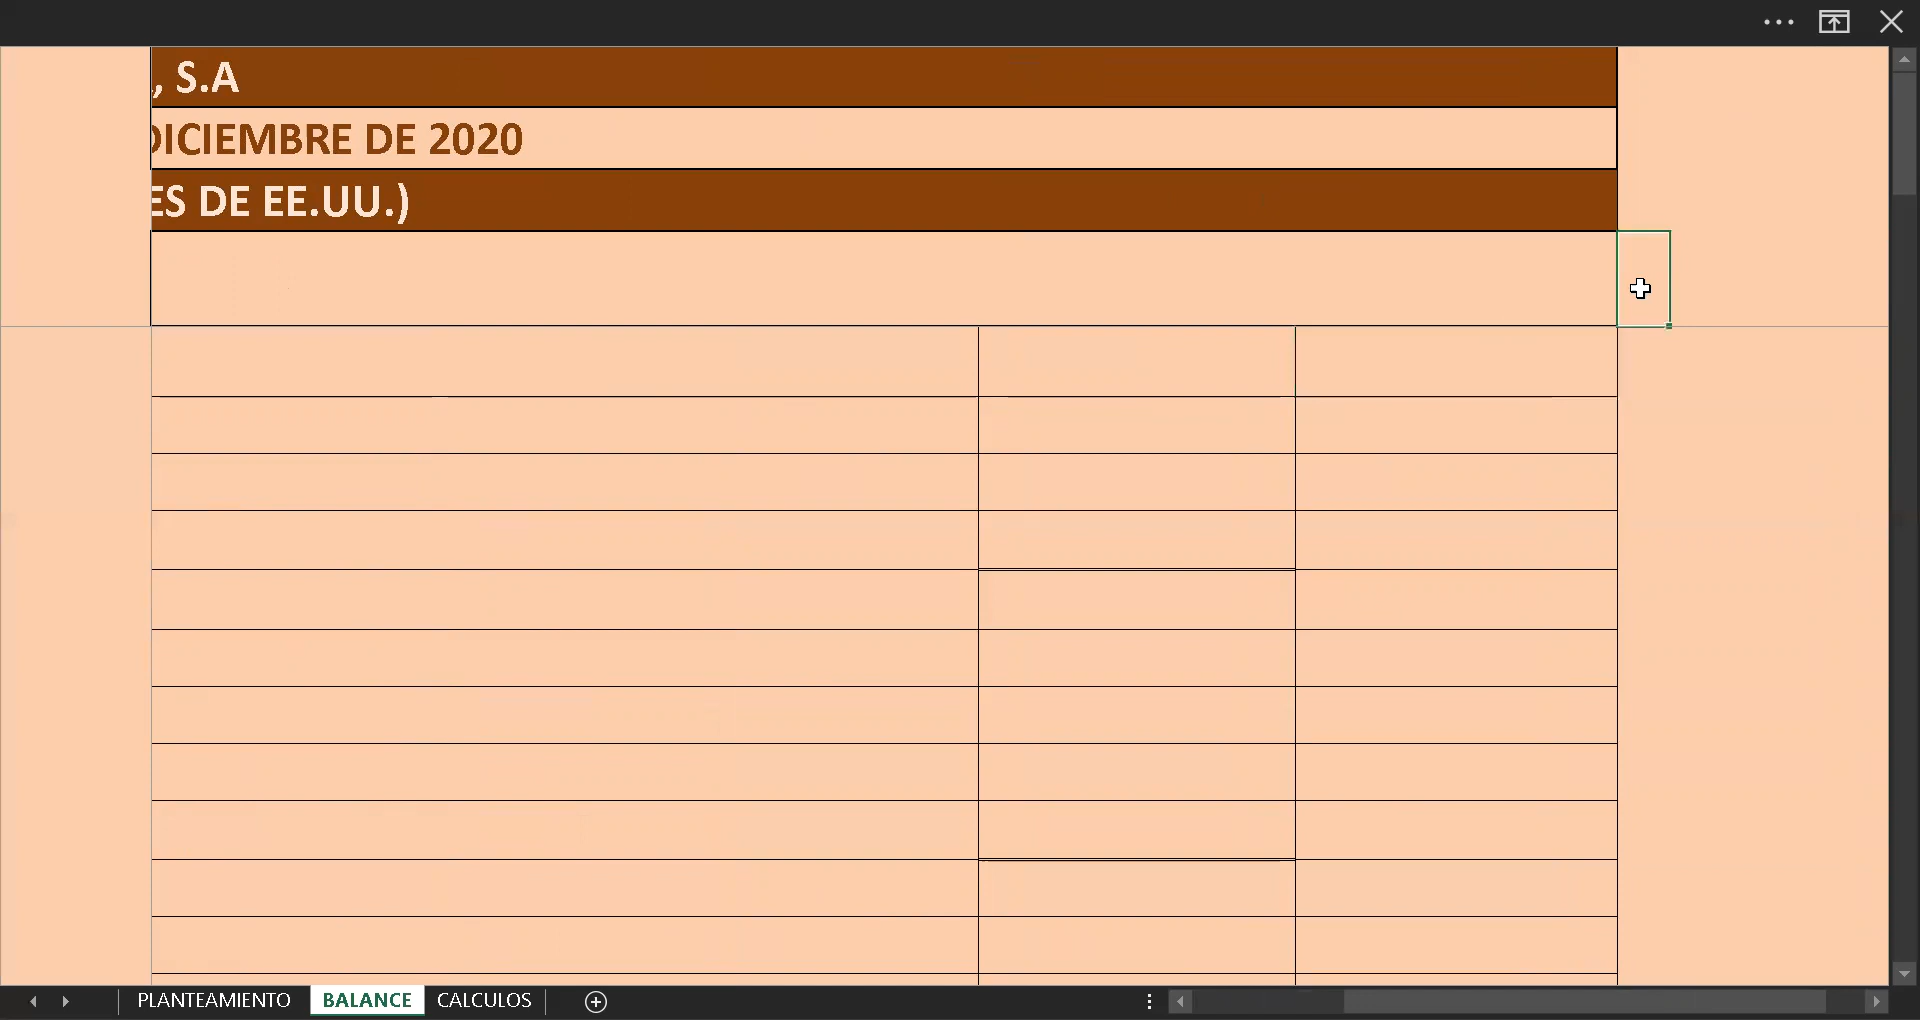 , S.A
DICIEMBRE DE 2020
ES DE EE.UU.)
PLANTEAMIENTO BALANCE CALCULOS